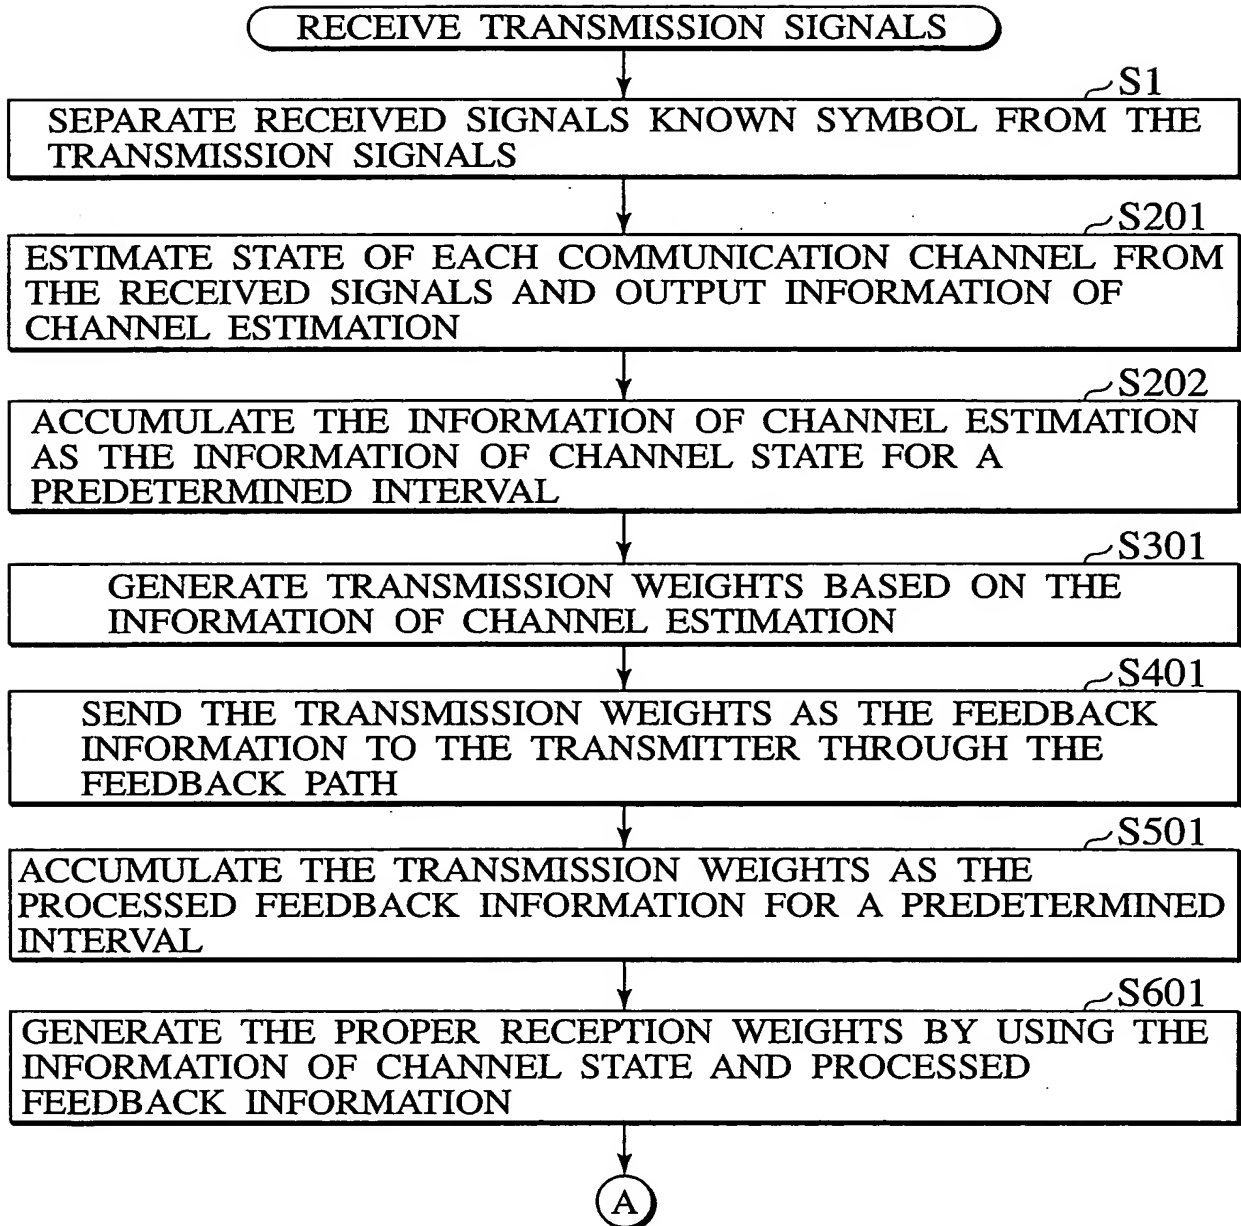 RECEIVE TRANSMISSION SIGNALS
S1
SEPARATE RECEIVED SIGNALS KNOWN SYMBOL FROM THE
TRANSMISSION SIGNALS
S201
ESTIMATE STATE OF EACH COMMUNICATION CHANNEL FROM
THE RECEIVED SIGNALS AND OUTPUT INFORMATION OF
CHANNEL ESTIMATION
S202
ACCUMULATE THE INFORMATION OF CHANNEL ESTIMATION
AS THE INFORMATION OF CHANNEL STATE FOR A
PREDETERMINED INTERVAL
S301
GENERATE TRANSMISSION WEIGHTS BASED ON THE
INFORMATION OF CHANNEL ESTIMATION
S401
SEND THE TRANSMISSION WEIGHTS AS THE FEEDBACK
INFORMATION TO THE TRANSMITTER THROUGH THE
FEEDBACK PATH
S501
ACCUMULATE THE TRANSMISSION WEIGHTS AS THE
PROCESSED FEEDBACK INFORMATION FOR A PREDETERMINED
INTERVAL
S601
GENERATE THE PROPER RECEPTION WEIGHTS BY USING THE
INFORMATION OF CHANNEL STATE AND PROCESSED
FEEDBACK INFORMATION
A